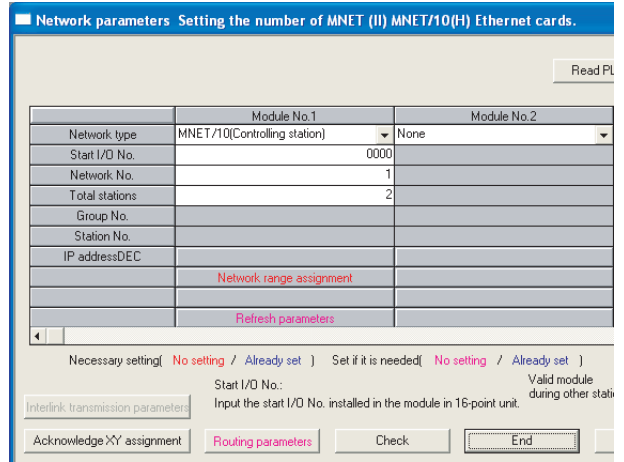 Network parameters Setting the number of MNET (II) MNET/10(H) Ethernet cards.
Read PL
Module No.1 Module No.2
Network type MNET/10(Controlling station) None
Start I/O No. 0000
Network No. 1
Total stations 2
Group No.
Station No.
IP addressDEC
Network range assignment
Refresh parameters
Necessary setting( No setting / Already set ) Set if it is needed( No setting / Already set )
Start I/O No.: Valid module
Input the start I/O No. installed in the module in 16-point unit. during other stati
Interlink transmission parameters
Acknowledge XY assignment Routing parameters Check End